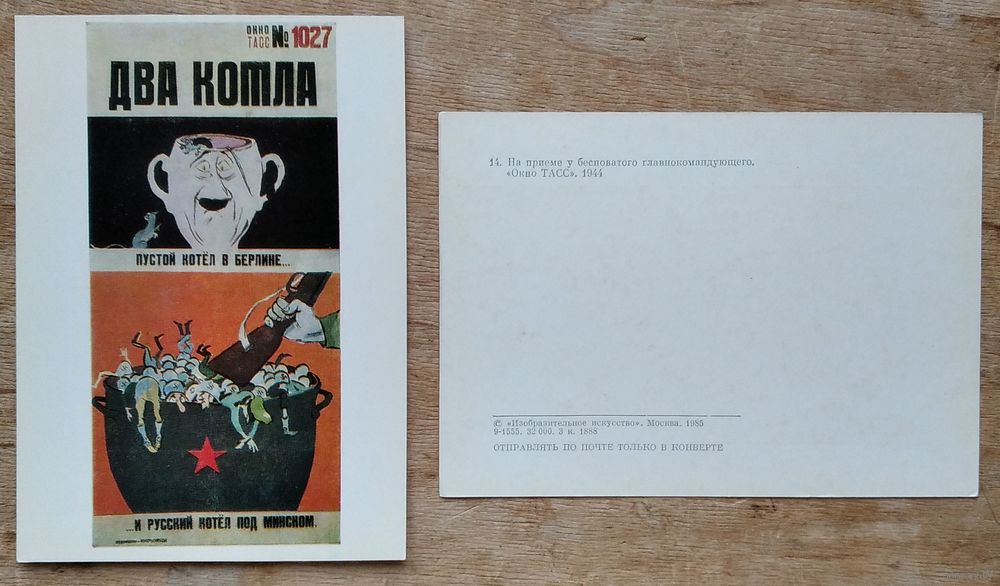 ОКНО
ТАСС № 1027
ДВА КОТЛА
ПУСТОЙ КОТЁЛ В БЕРЛИНЕ...
...И РУССКИЙ КОТЁЛ ПОД МИНСКОМ.
14. На приеме у бесноватого главнокомандующего.
«Окно ТАСС». 1944
© «Изобразительное искусство». Москва. 1985
9-1555. 32 000. 3 к. 1888
ОТПРАВЛЯТЬ ПО ПОЧТЕ ТОЛЬКО В КОНВЕРТЕ